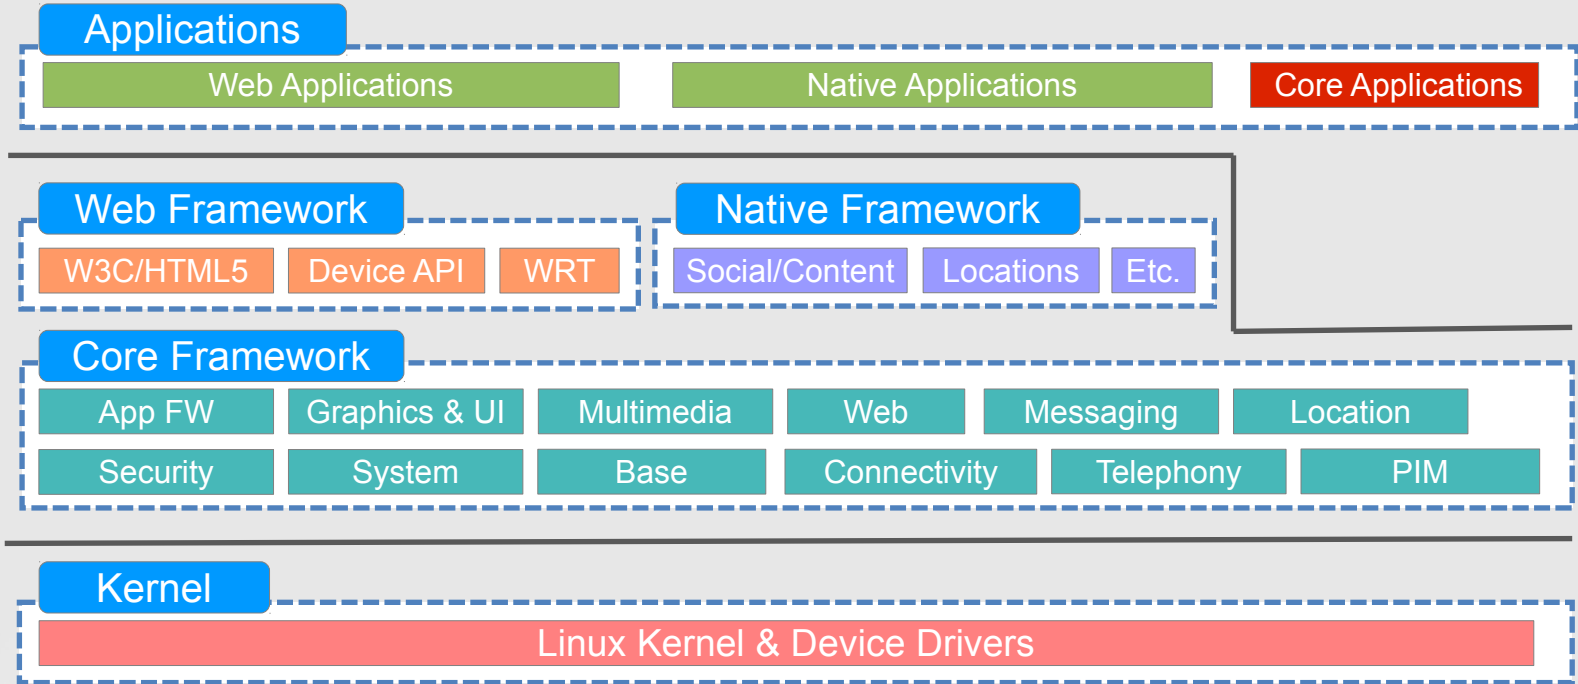 Applications
Web Applications
Native Applications
Core Applications
Web Framework
Native Framework
W3C/HTML5
Device API
WRT
Social/Content
Locations
Etc.
Core Framework
App FW
Graphics & UI
Multimedia
Web
Messaging
Location
Security
System
Base
Connectivity
Telephony
PIM
Kernel
Linux Kernel & Device Drivers